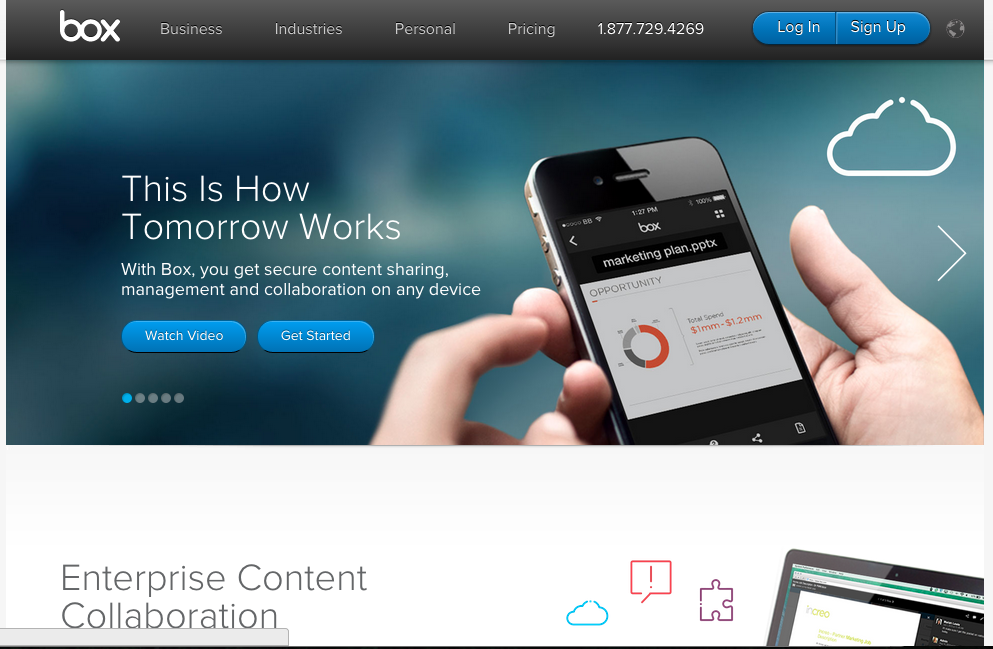 box
Business Industries Personal Pricing 1.877.729.4269 Log In Sign Up
This Is How
Tomorrow Works
With Box, you get secure content sharing,
management and collaboration on any device
Watch Video Get Started
BB 1:27 PM 100%
box
marketing plan.pptx
OPPORTUNITY
Total Spend
$1mm-$1.2mm
Enterprise Content
Collaboration
increo